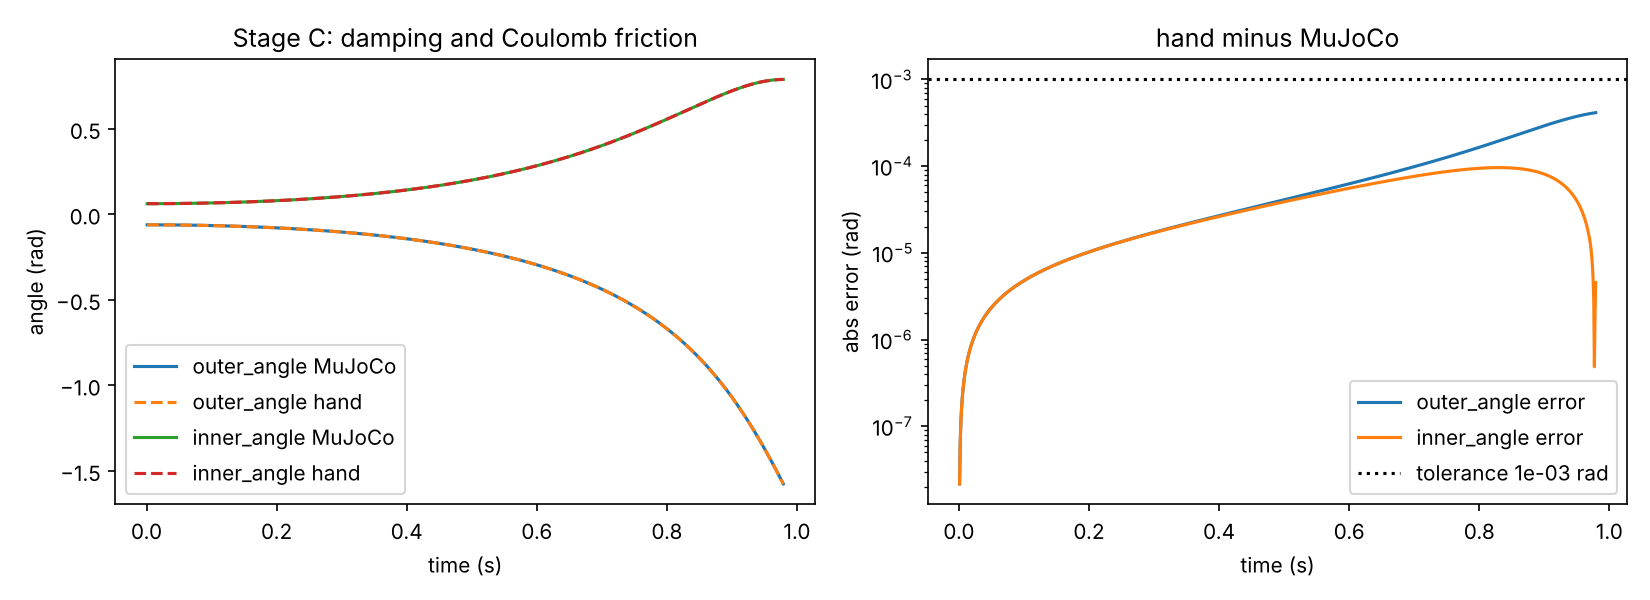 Stage C: damping and Coulomb friction
angle (rad)
0.5
0.0
−0.5
−1.0
−1.5
outer_angle MuJoCo
outer_angle hand
inner_angle MuJoCo
inner_angle hand
0.0 0.2 0.4 0.6 0.8 1.0
time (s)
hand minus MuJoCo
abs error (rad)
10⁻³
10⁻⁴
10⁻⁵
10⁻⁶
10⁻⁷
outer_angle error
inner_angle error
tolerance 1e-03 rad
0.0 0.2 0.4 0.6 0.8 1.0
time (s)